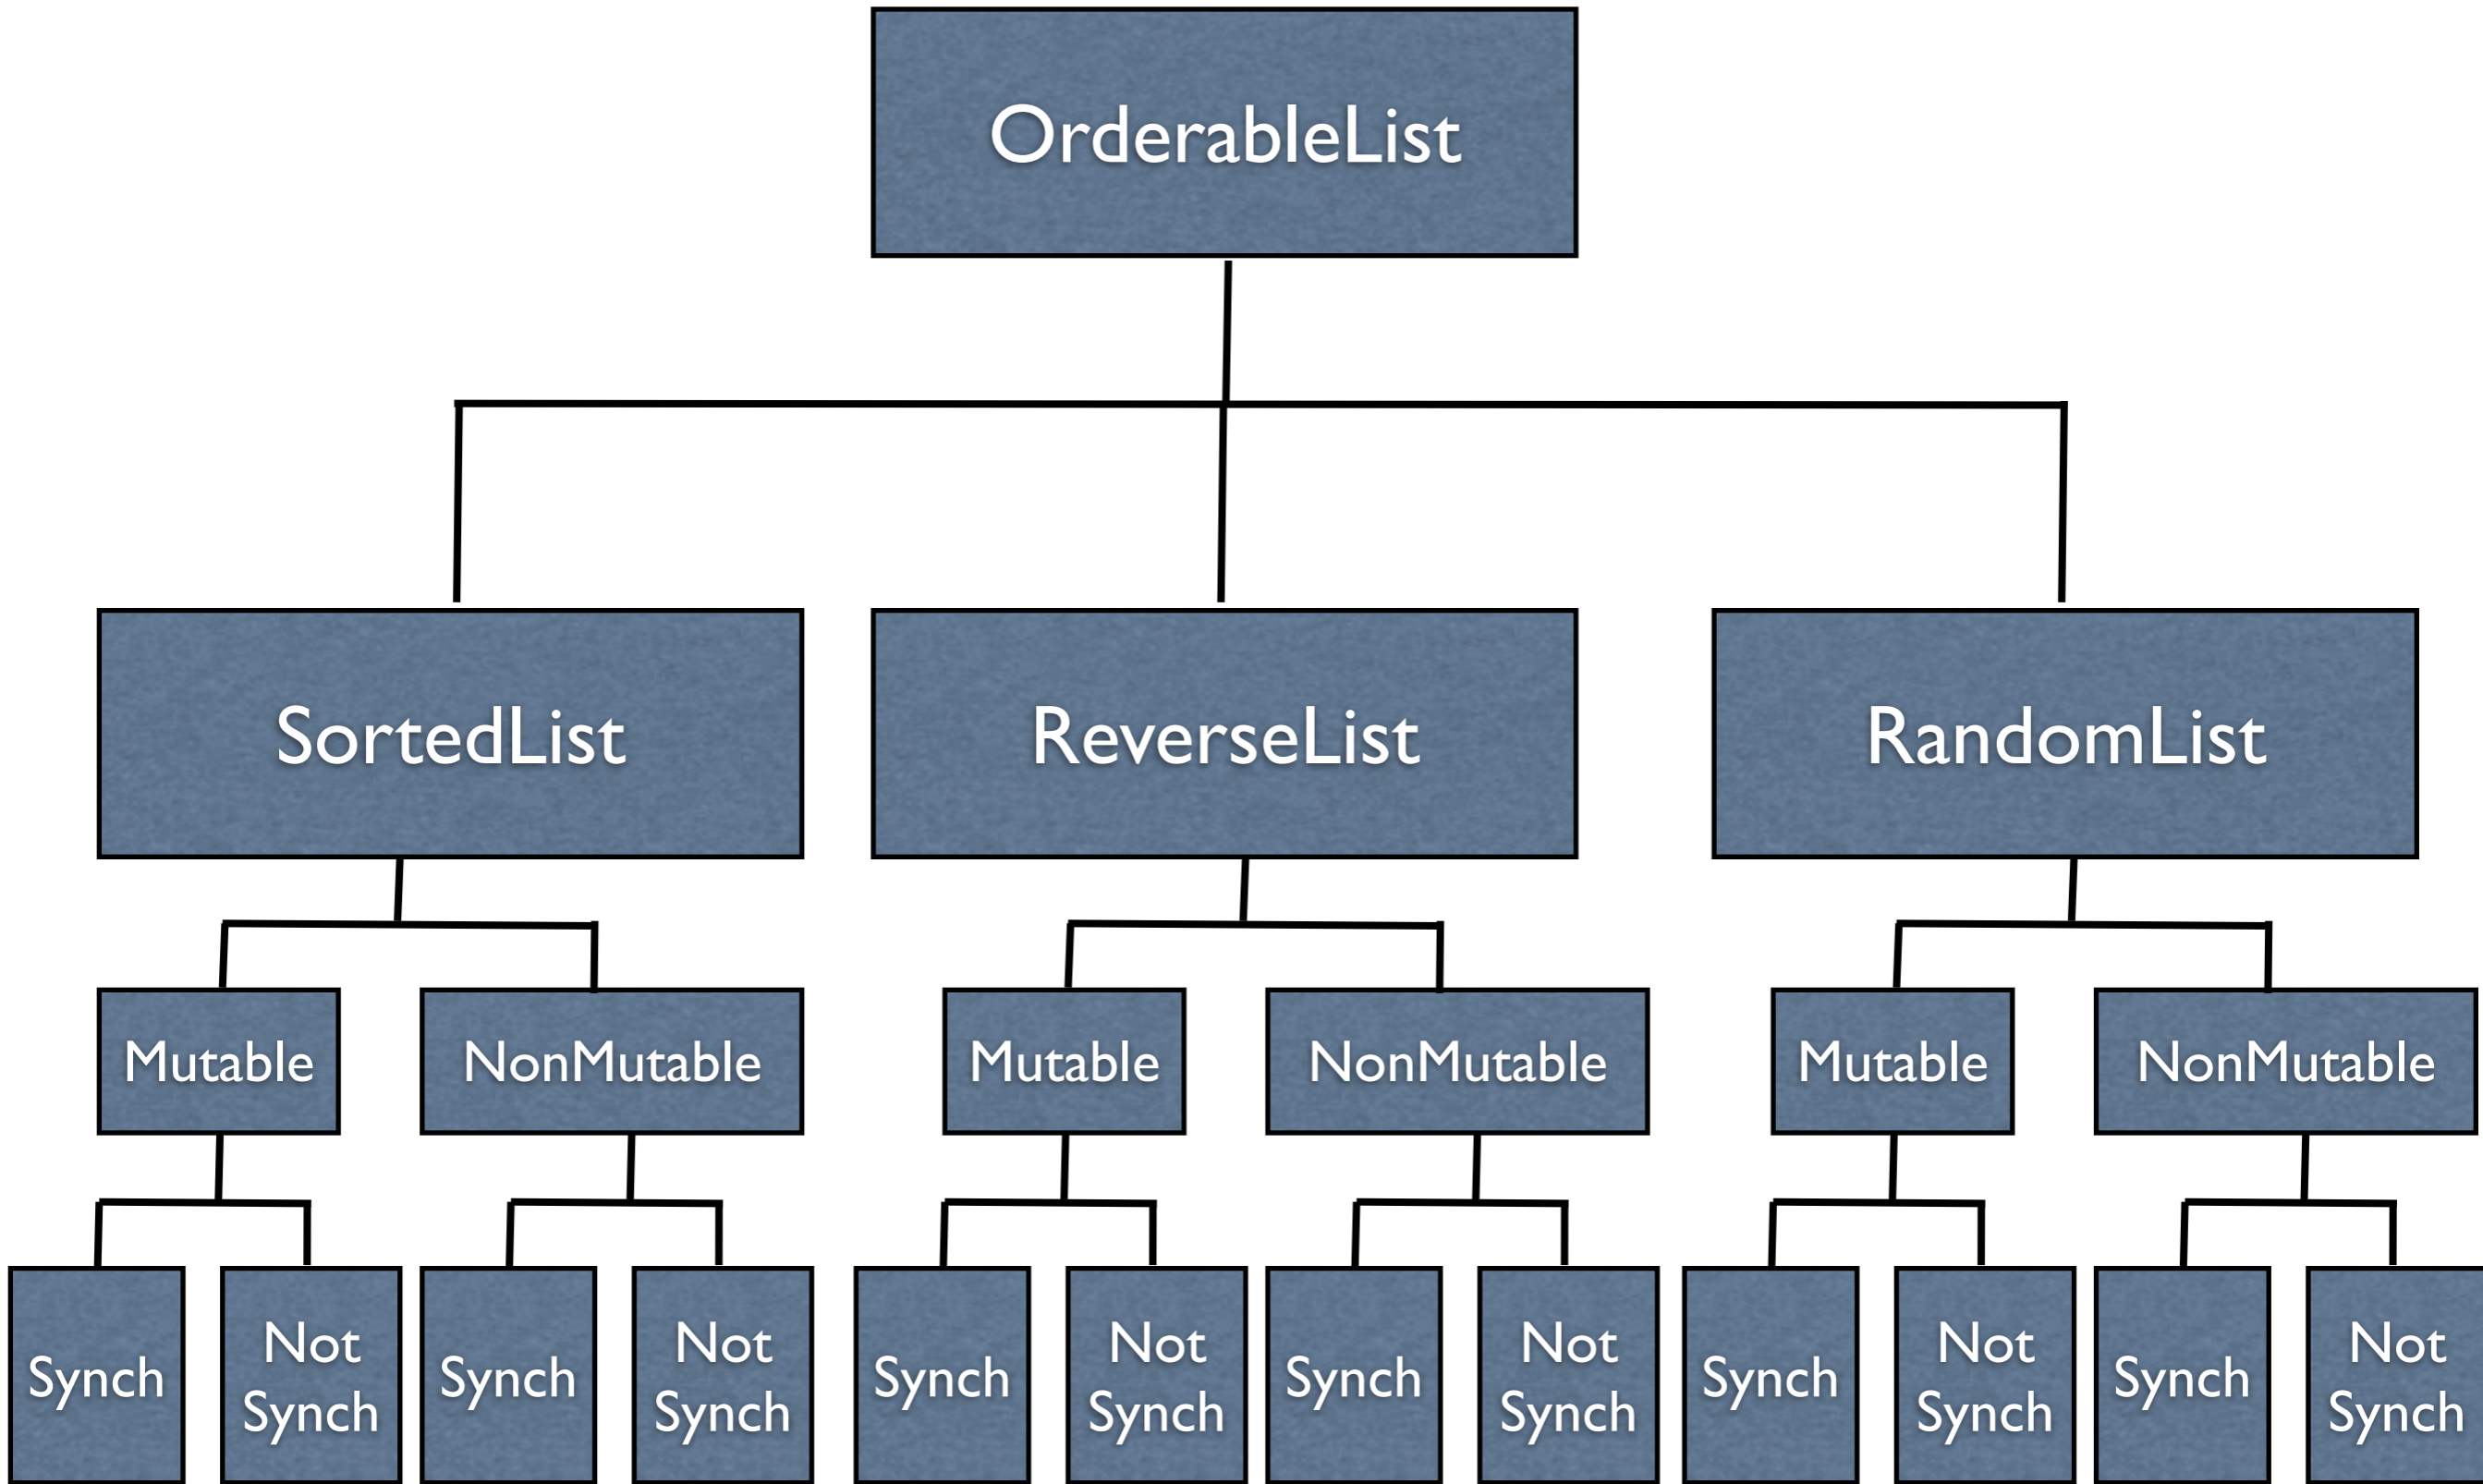 OrderableList
SortedList
ReverseList
RandomList
Mutable
NonMutable
Mutable
NonMutable
Mutable
NonMutable
Synch
Not
Synch
Synch
Not
Synch
Synch
Not
Synch
Synch
Not
Synch
Synch
Not
Synch
Synch
Not
Synch